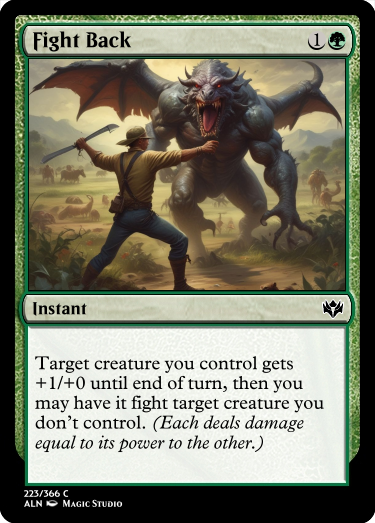 Fight Back 1
Instant
Target creature you control gets
+1/+0 until end of turn, then you
may have it fight target creature you
don't control. (Each deals damage
equal to its power to the other.)
223/366 C
ALN Magic Studio